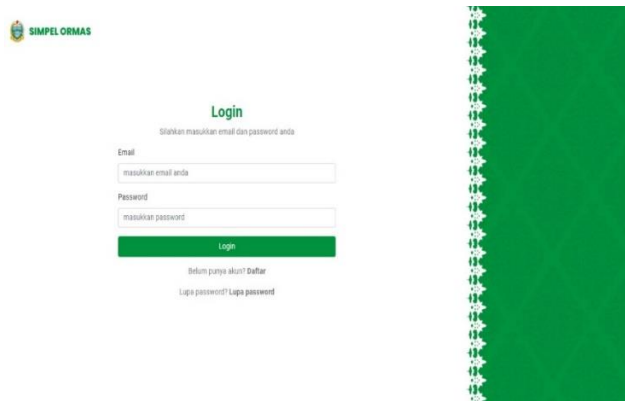 SIMPEL ORMAS
Login
Silahkan masukkan email dan password anda
Email
masukkan email anda
Password
masukkan password
Login
Belum punya akun? Daftar
Lupa password? Lupa password